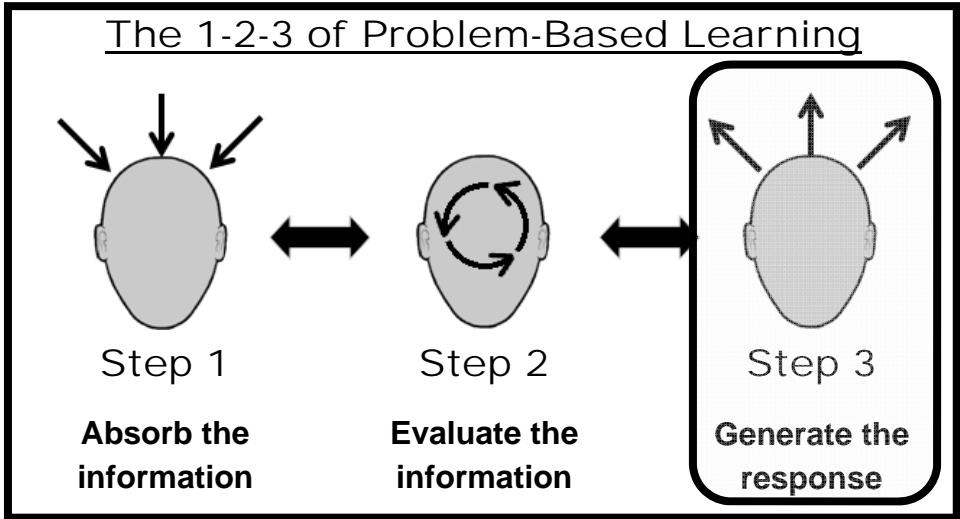 The 1-2-3 of Problem-Based Learning
Step 1
Step 2
Step 3
Absorb the
information
Evaluate the
information
Generate the
response